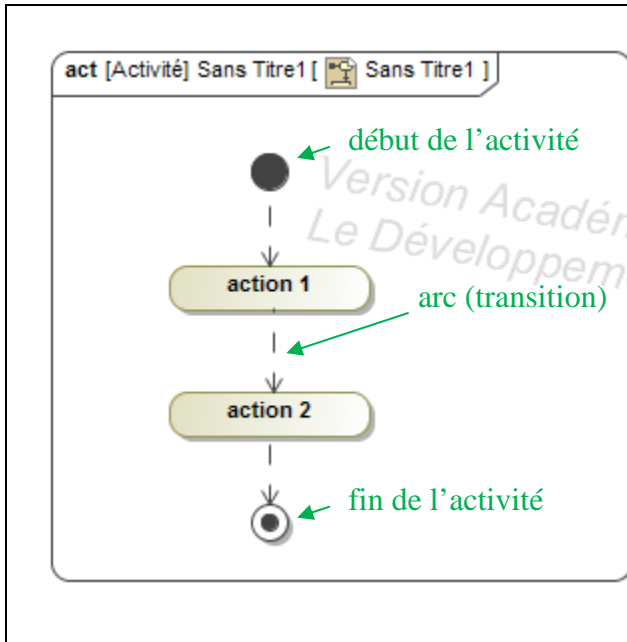 act [Activité] Sans Titre1 [ Sans Titre1 ]
début de l’activité
Version Académ
Le Développem
action 1
arc (transition)
action 2
fin de l’activité